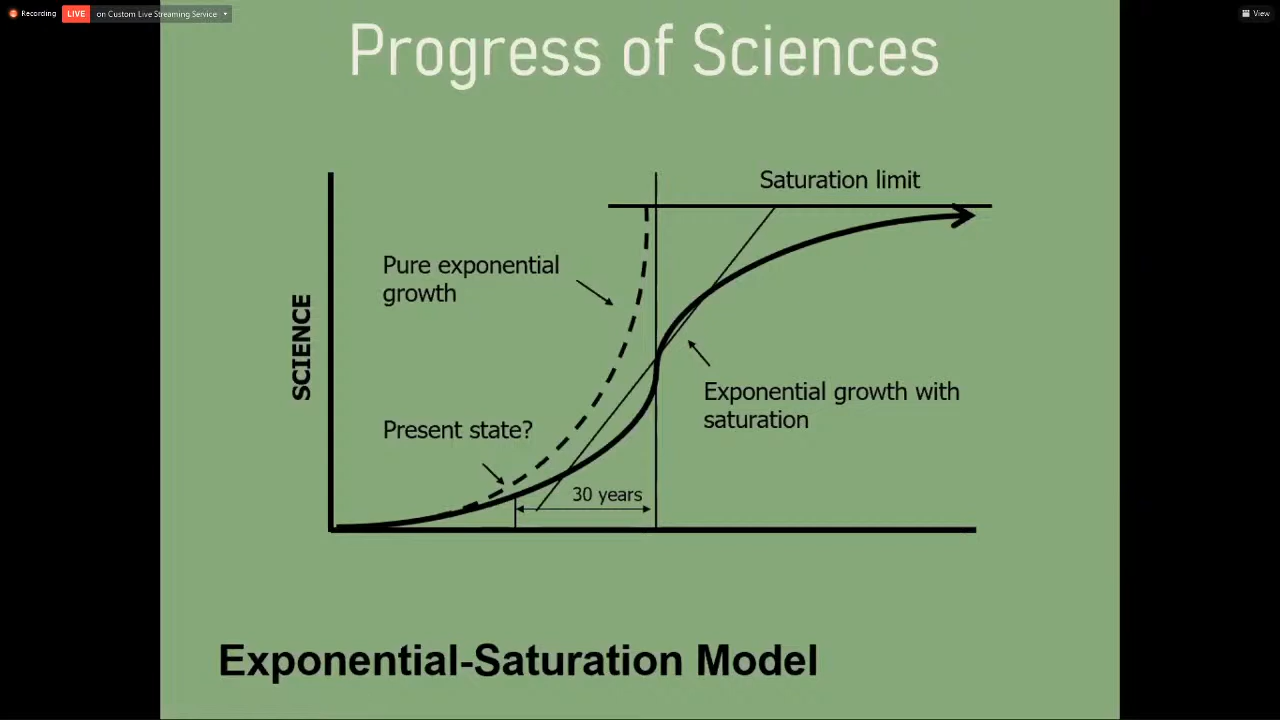 Recording LIVE on Custom Live Streaming Service
View
Progress of Sciences
Saturation limit
Pure exponential
growth
SCIENCE
Exponential growth with
saturation
Present state?
30 years
Exponential-Saturation Model